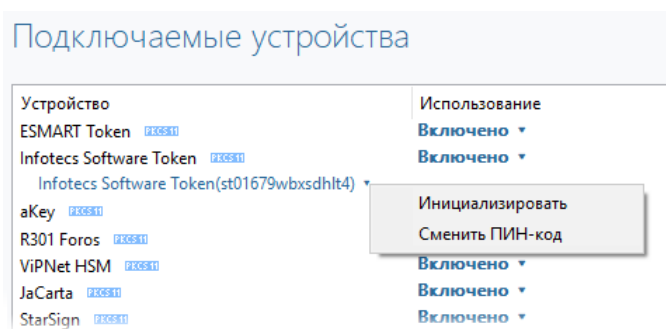 Подключаемые устройства
Устройство Использование
ESMART Token PKCS11 Включено
Infotecs Software Token PKCS11 Включено
Infotecs Software Token(st01679wbxsdhlt4)
Инициализировать
aKey PKCS11
Сменить ПИН-код
R301 Foros PKCS11
ViPNet HSM PKCS11 Включено
JaCarta PKCS11 Включено
StarSign PKCS11 Включено